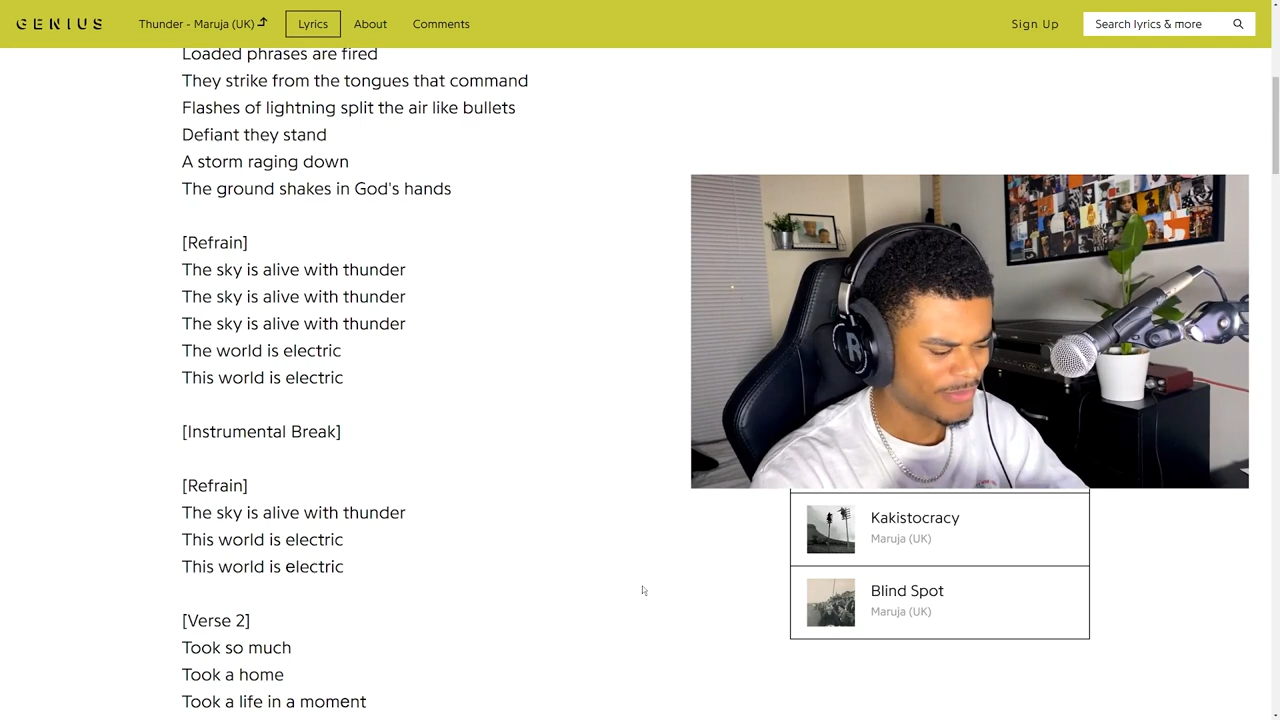 GENIUS
Thunder - Maruja (UK)
Lyrics
About
Comments
Sign Up
Search lyrics & more
Loaded phrases are fired
They strike from the tongues that command
Flashes of lightning split the air like bullets
Defiant they stand
A storm raging down
The ground shakes in God's hands
[Refrain]
The sky is alive with thunder
The sky is alive with thunder
The sky is alive with thunder
The world is electric
This world is electric
[Instrumental Break]
[Refrain]
The sky is alive with thunder
This world is electric
This world is electric
[Verse 2]
Took so much
Took a home
Took a life in a moment
R
Kakistocracy
Maruja (UK)
Blind Spot
Maruja (UK)